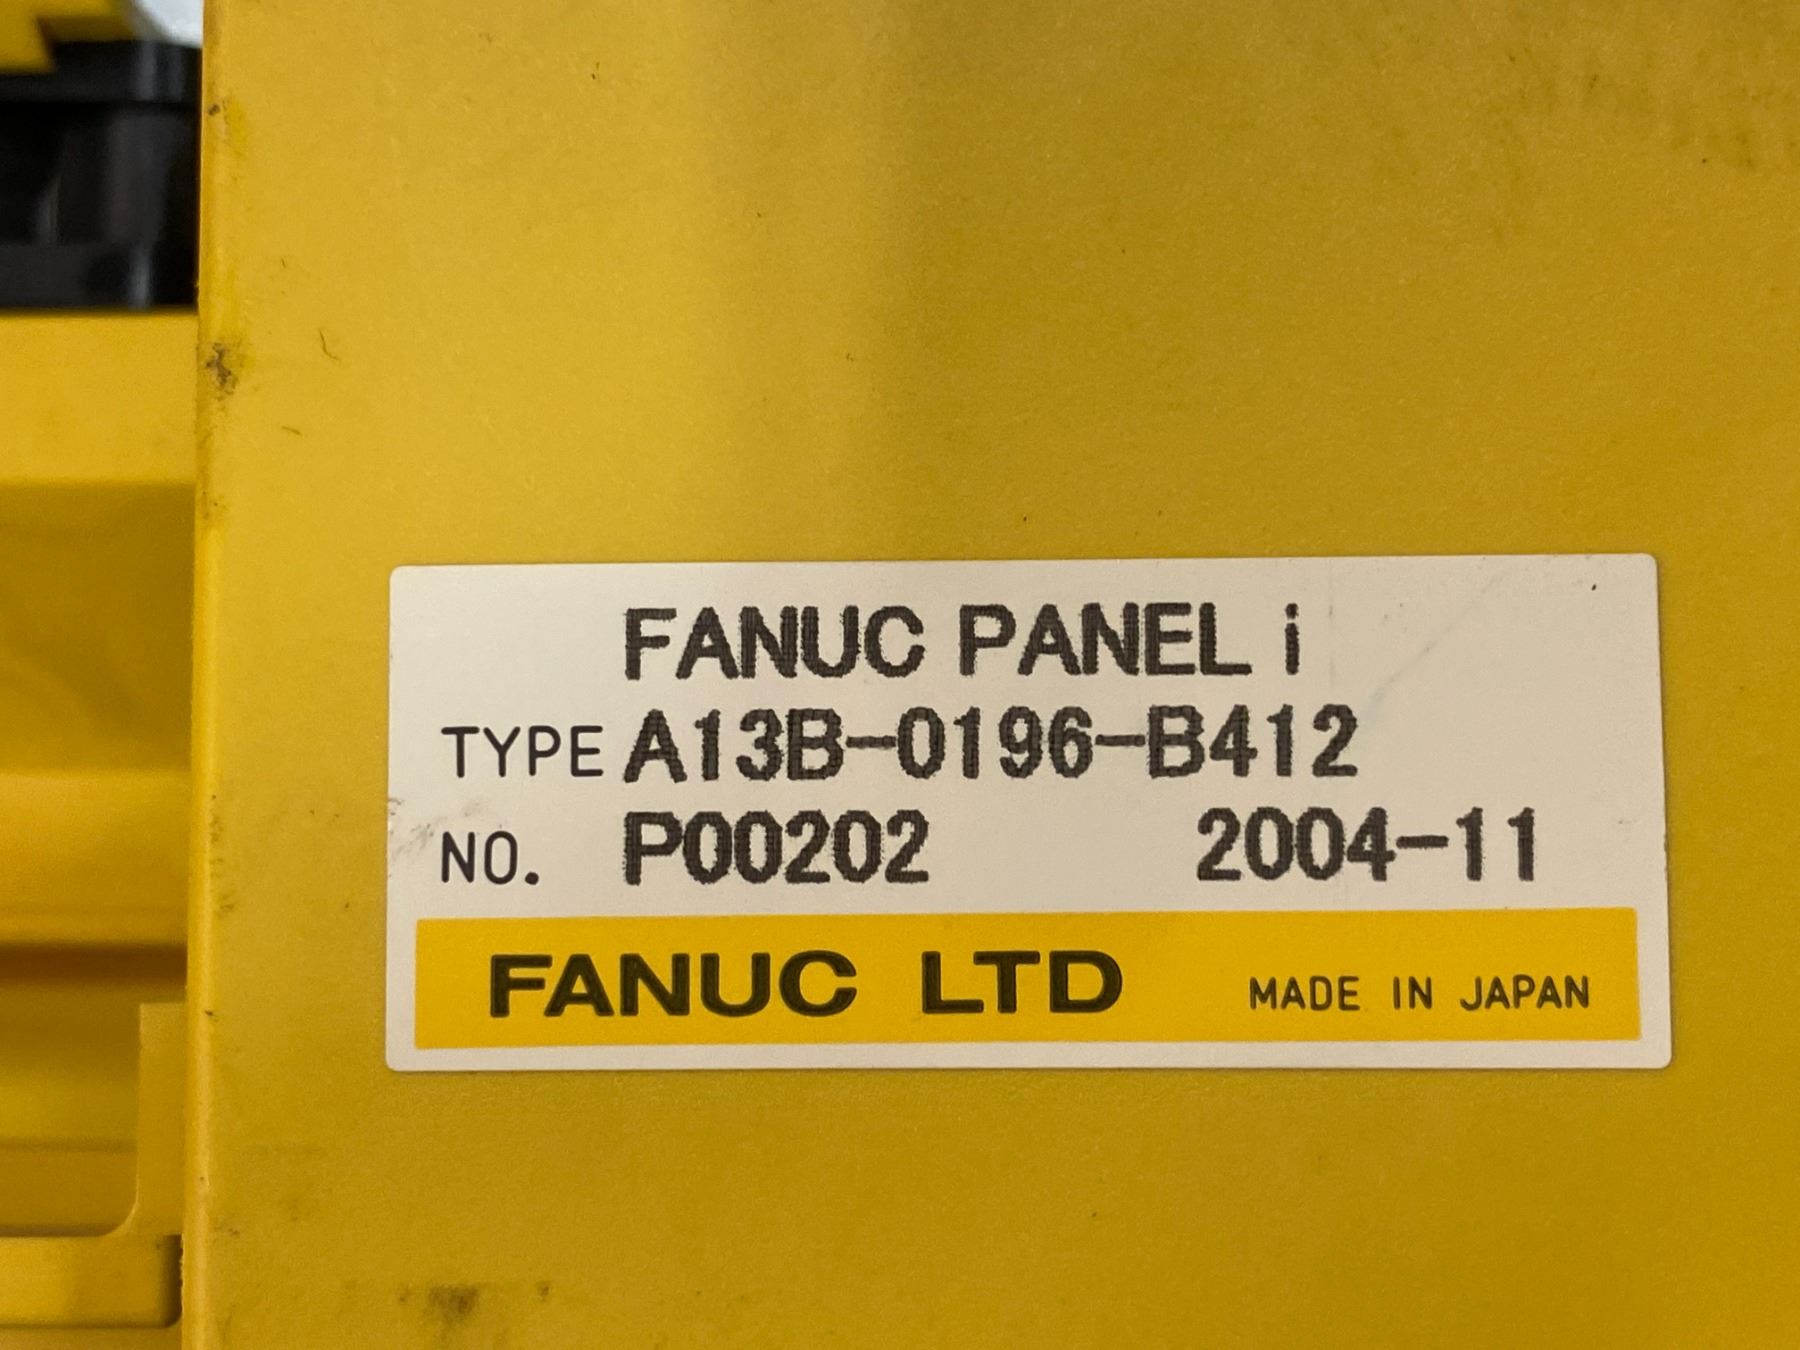 FANUC PANEL i
TYPE A13B-0196-B412
NO. P00202 2004-11
FANUC LTD MADE IN JAPAN